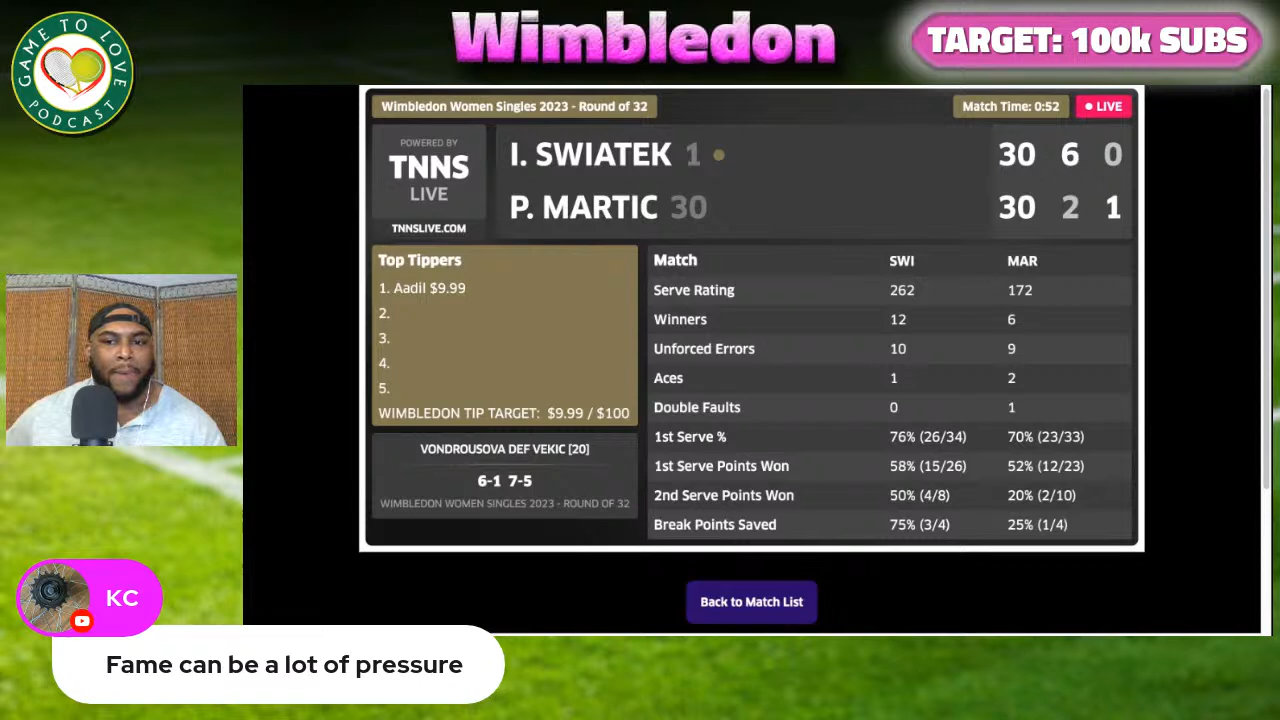 GAME TO LOVE
PODCAST
Wimbledon
TARGET: 100k SUBS
Wimbledon Women Singles 2023 - Round of 32
Match Time: 0:52
LIVE
POWERED BY
TNNS
LIVE
TNNSLIVE.COM
I. SWIATEK 1 30 6 0
P. MARTIC 30 30 2 1
Top Tippers
1. Aadil $9.99
2.
3.
4.
5.
WIMBLEDON TIP TARGET: $9.99 / $100
VONDROUSOVA DEF VEKIC [20]
6-1 7-5
WIMBLEDON WOMEN SINGLES 2023 - ROUND OF 32
Match SWI MAR
Serve Rating 262 172
Winners 12 6
Unforced Errors 10 9
Aces 1 2
Double Faults 0 1
1st Serve % 76% (26/34) 70% (23/33)
1st Serve Points Won 58% (15/26) 52% (12/23)
2nd Serve Points Won 50% (4/8) 20% (2/10)
Break Points Saved 75% (3/4) 25% (1/4)
Back to Match List
KC
Fame can be a lot of pressure